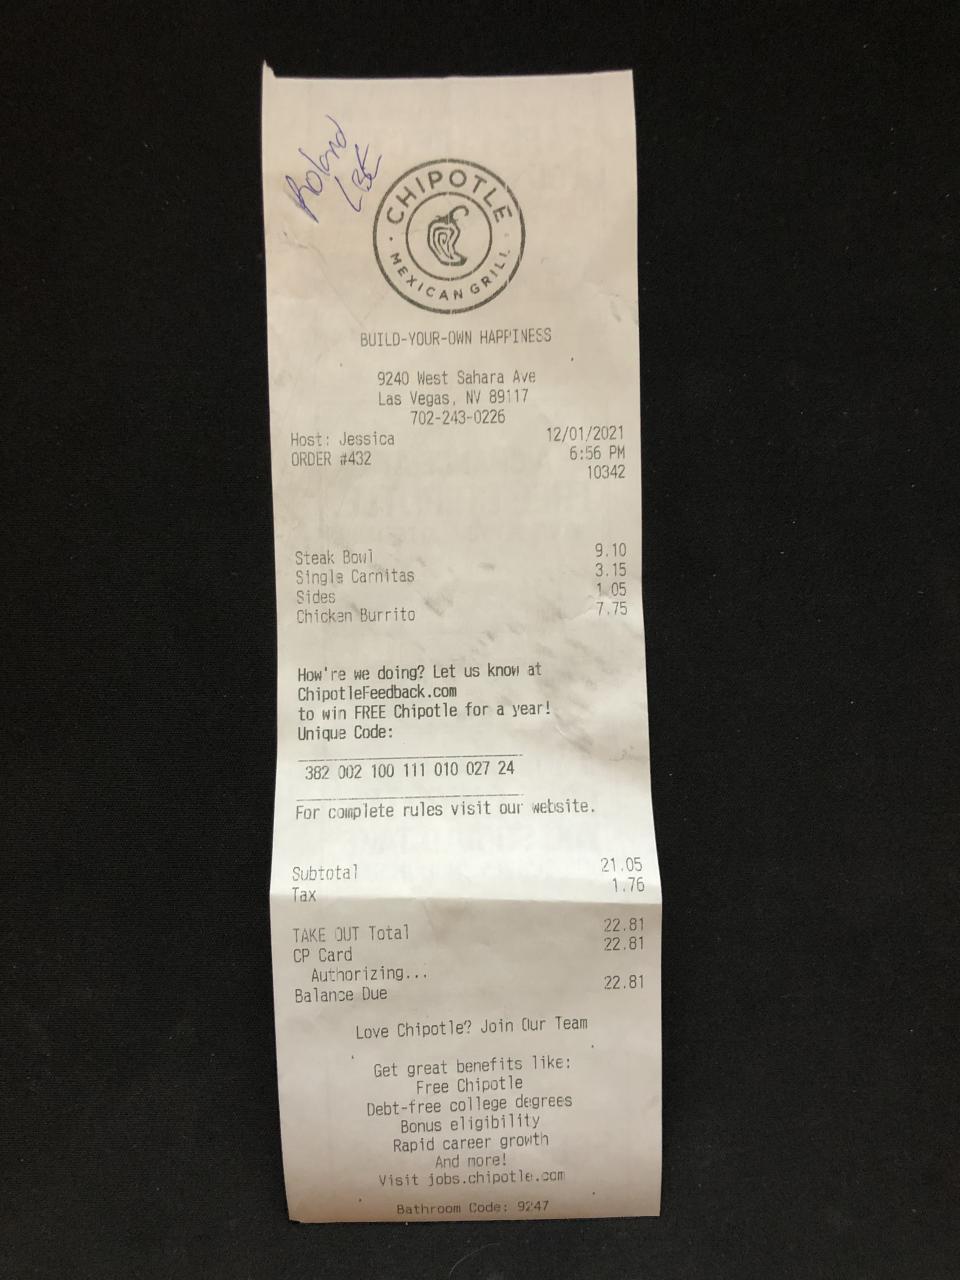 Roland
CHIPOTLE
MEXICAN GRILL
BUILD-YOUR-OWN HAPPINESS
9240 West Sahara Ave
Las Vegas, NV 89117
702-243-0226
Host: Jessica 12/01/2021
ORDER #432 6:56 PM
10342
Steak Bowl 9.10
Single Carnitas 3.15
Sides 1.05
Chicken Burrito 7.75
How're we doing? Let us know at
ChipotleFeedback.com
to win FREE Chipotle for a year!
Unique Code:
382 002 100 111 010 027 24
For complete rules visit our website.
Subtotal 21.05
Tax 1.76
TAKE OUT Total 22.81
CP Card 22.81
Authorizing...
Balance Due 22.81
Love Chipotle? Join Our Team
Get great benefits like:
Free Chipotle
Debt-free college degrees
Bonus eligibility
Rapid career growth
And more!
Visit jobs.chipotle.com
Bathroom Code: 9247